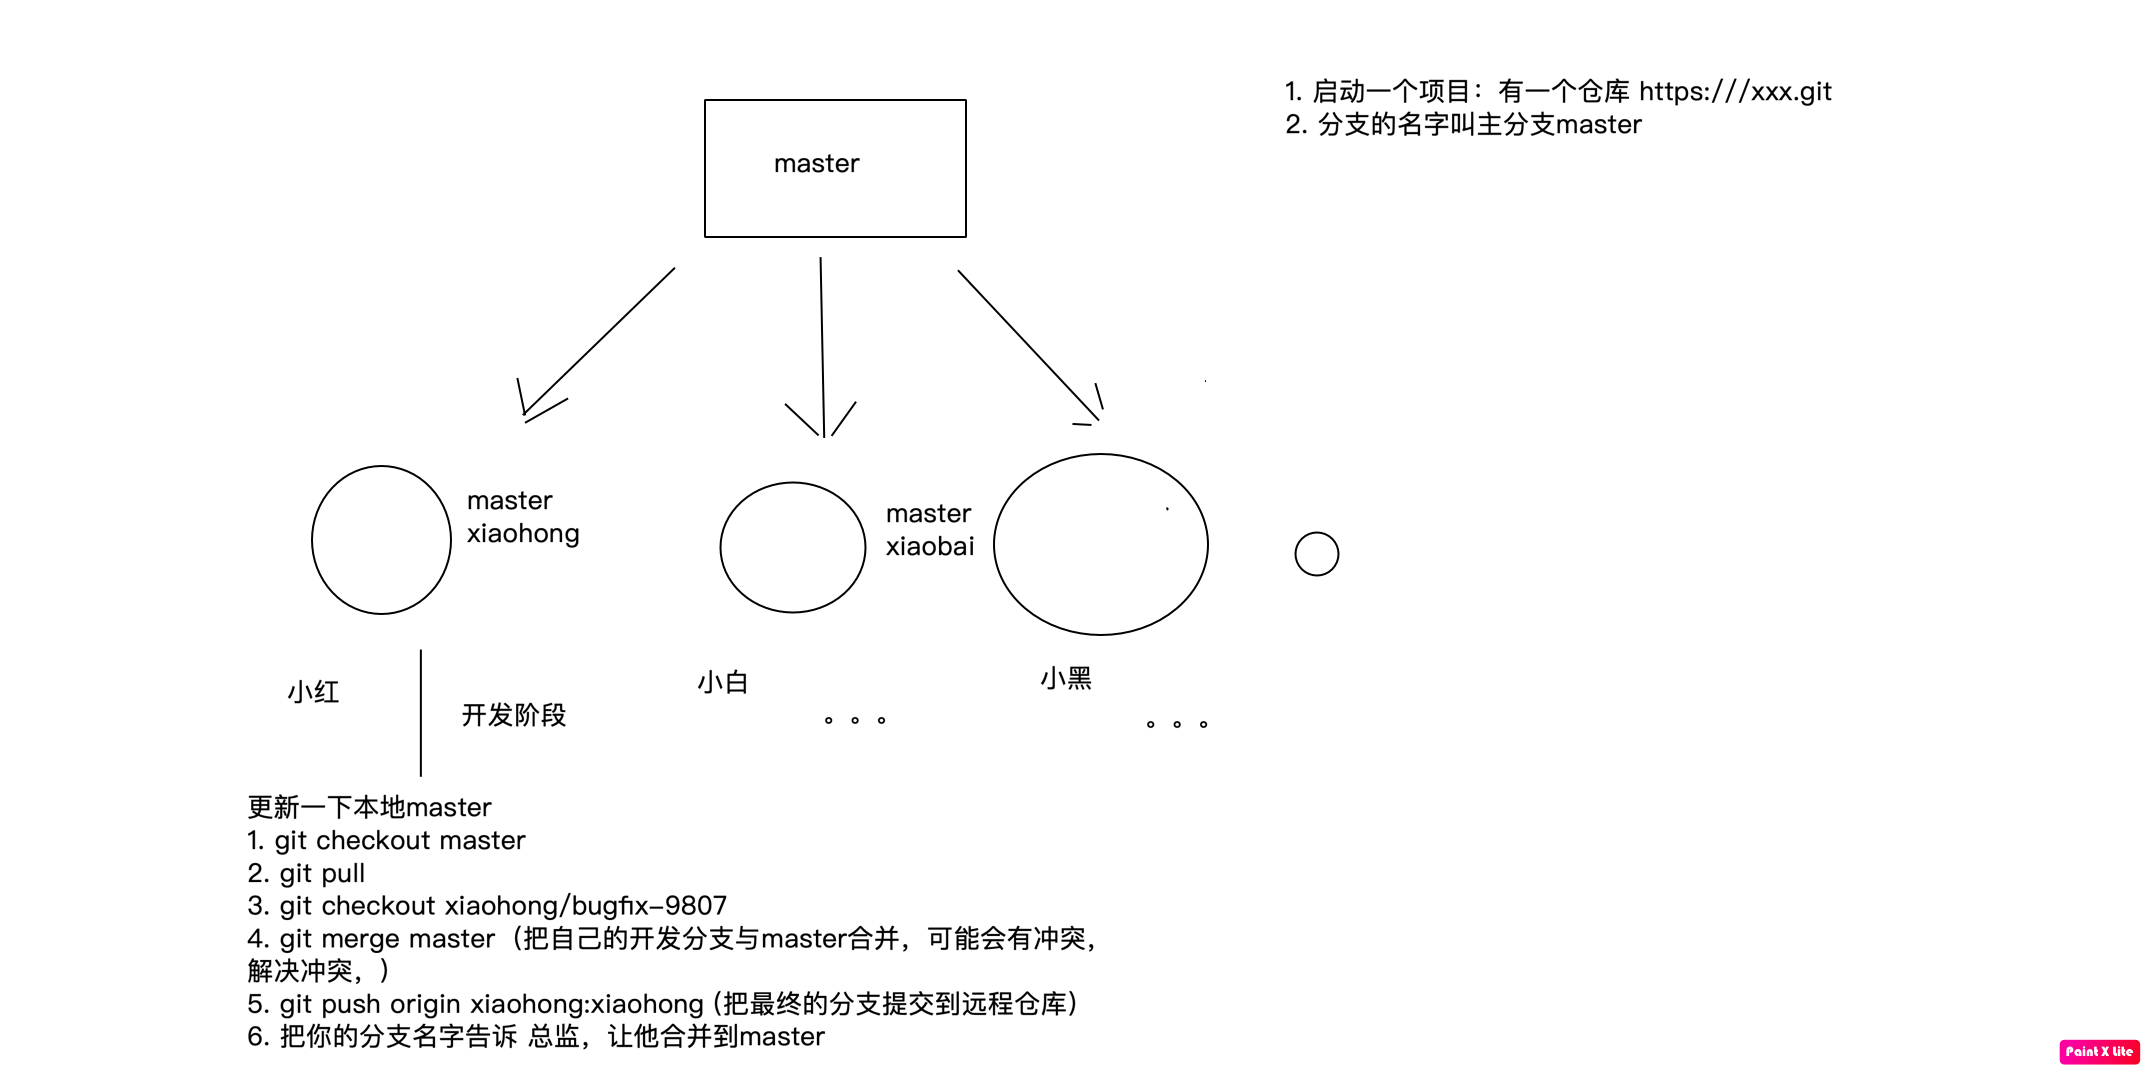 1. 启动一个项目：有一个仓库 https:///xxx.git
2. 分支的名字叫主分支master
master
master
xiaohong
master
xiaobai
小红
小白
小黑
开发阶段
。。。
。。。
更新一下本地master
1. git checkout master
2. git pull
3. git checkout xiaohong/bugfix-9807
4. git merge master（把自己的开发分支与master合并，可能会有冲突，
解决冲突，）
5. git push origin xiaohong:xiaohong (把最终的分支提交到远程仓库）
6. 把你的分支名字告诉 总监，让他合并到master
Paint X Lite